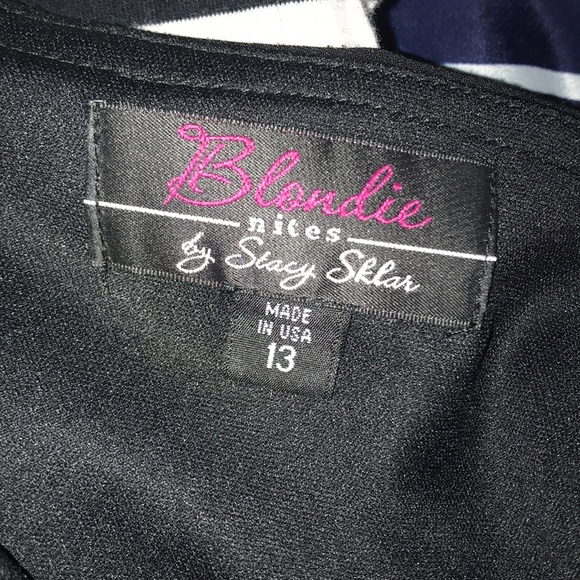 Blondie
nites
by Stacy Sklar
MADE
IN USA
13